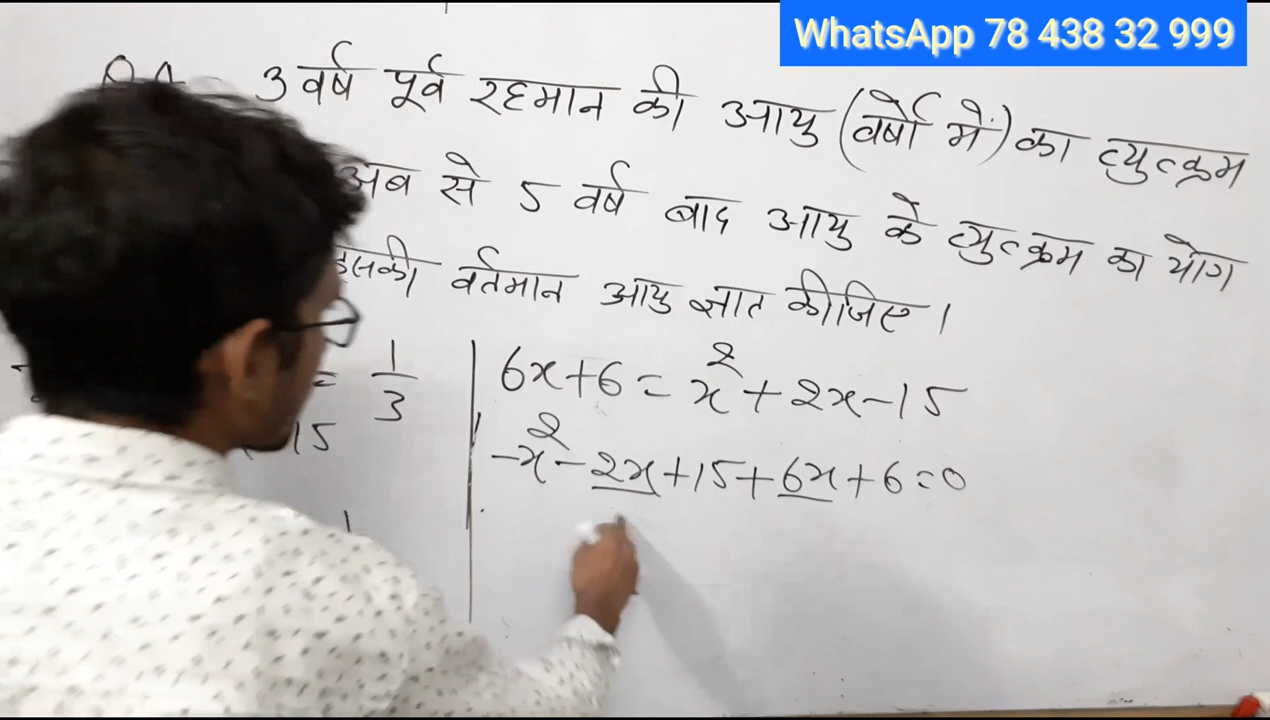 WhatsApp 78 438 32 999
3 वर्ष पूर्व रहमान की आयु (वर्षो में) का व्युत्क्रम
अब से 5 वर्ष बाद आयु के व्युत्क्रम का योग
इसकी वर्तमान आयु ज्ञात कीजिए।
= 1/3
15
6x+6 = x²+2x-15
-x²-2x+15+6x+6=0